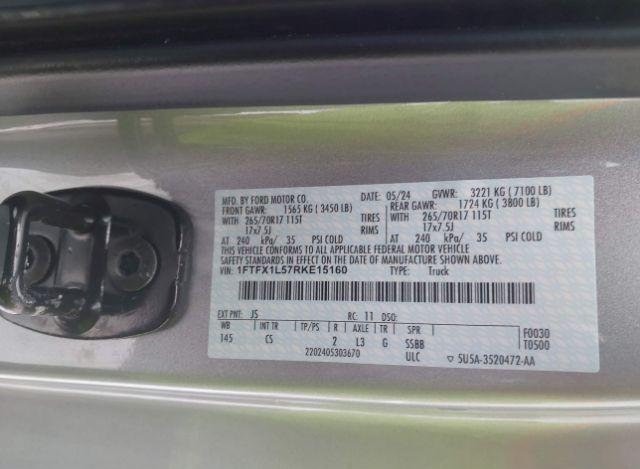 MFD. BY FORD MOTOR CO. DATE: 05/24 GVWR: 3221 KG ( 7100 LB)
FRONT GAWR: 1565 KG ( 3450 LB) REAR GAWR: 1724 KG ( 3800 LB)
WITH 265/70R17 115T TIRES WITH 265/70R17 115T TIRES
17x7.5J RIMS 17x7.5J RIMS
AT 240 kPa/ 35 PSI COLD AT 240 kPa/ 35 PSI COLD
THIS VEHICLE CONFORMS TO ALL APPLICABLE FEDERAL MOTOR VEHICLE
SAFETY STANDARDS IN EFFECT ON THE DATE OF MANUFACTURE SHOWN ABOVE.
VIN: 1FTFX1L57RKE15160 TYPE: Truck
EXT PNT: JS RC: 11 DSO:
WB INT TR TP/PS R AXLE TR SPR F0030
145 CS 2 L3 G SSBB T0500
2202405303670 ULC ▽ 5U5A-3520472-AA